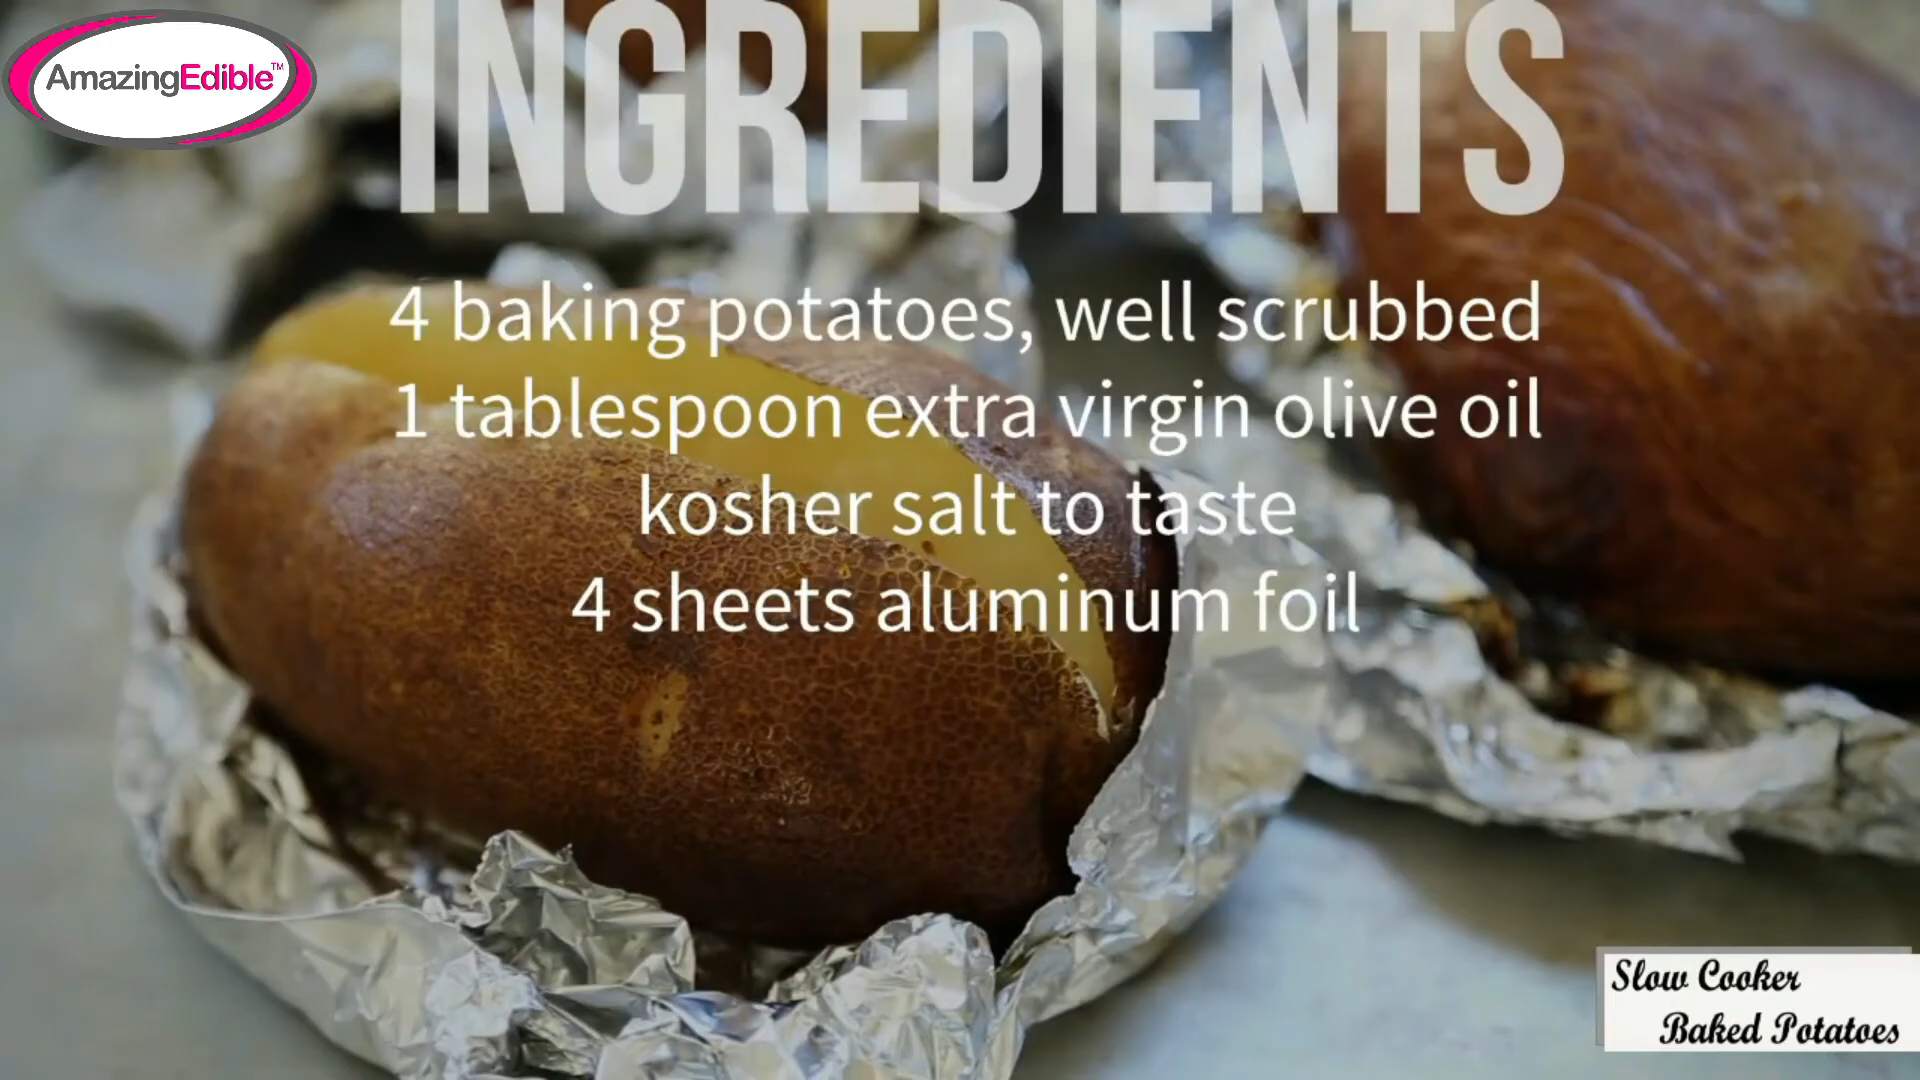 AmazingEdible™
INGREDIENTS
4 baking potatoes, well scrubbed
1 tablespoon extra virgin olive oil
kosher salt to taste
4 sheets aluminum foil
Slow Cooker
Baked Potatoes